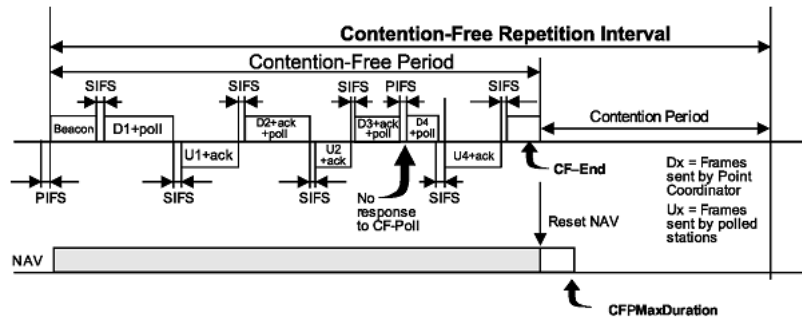 Contention-Free Repetition Interval
Contention-Free Period
SIFS
SIFS
SIFS
PIFS
SIFS
Contention Period
Beacon
D1+poll
D2+ack
+poll
D3+ack
+poll
D4
+poll
U1+ack
U2
+ack
U4+ack
CF–End
PIFS
SIFS
SIFS
No
response
to CF-Poll
SIFS
Dx = Frames
sent by Point
Coordinator
Ux = Frames
sent by polled
stations
Reset NAV
NAV
CFPMaxDuration